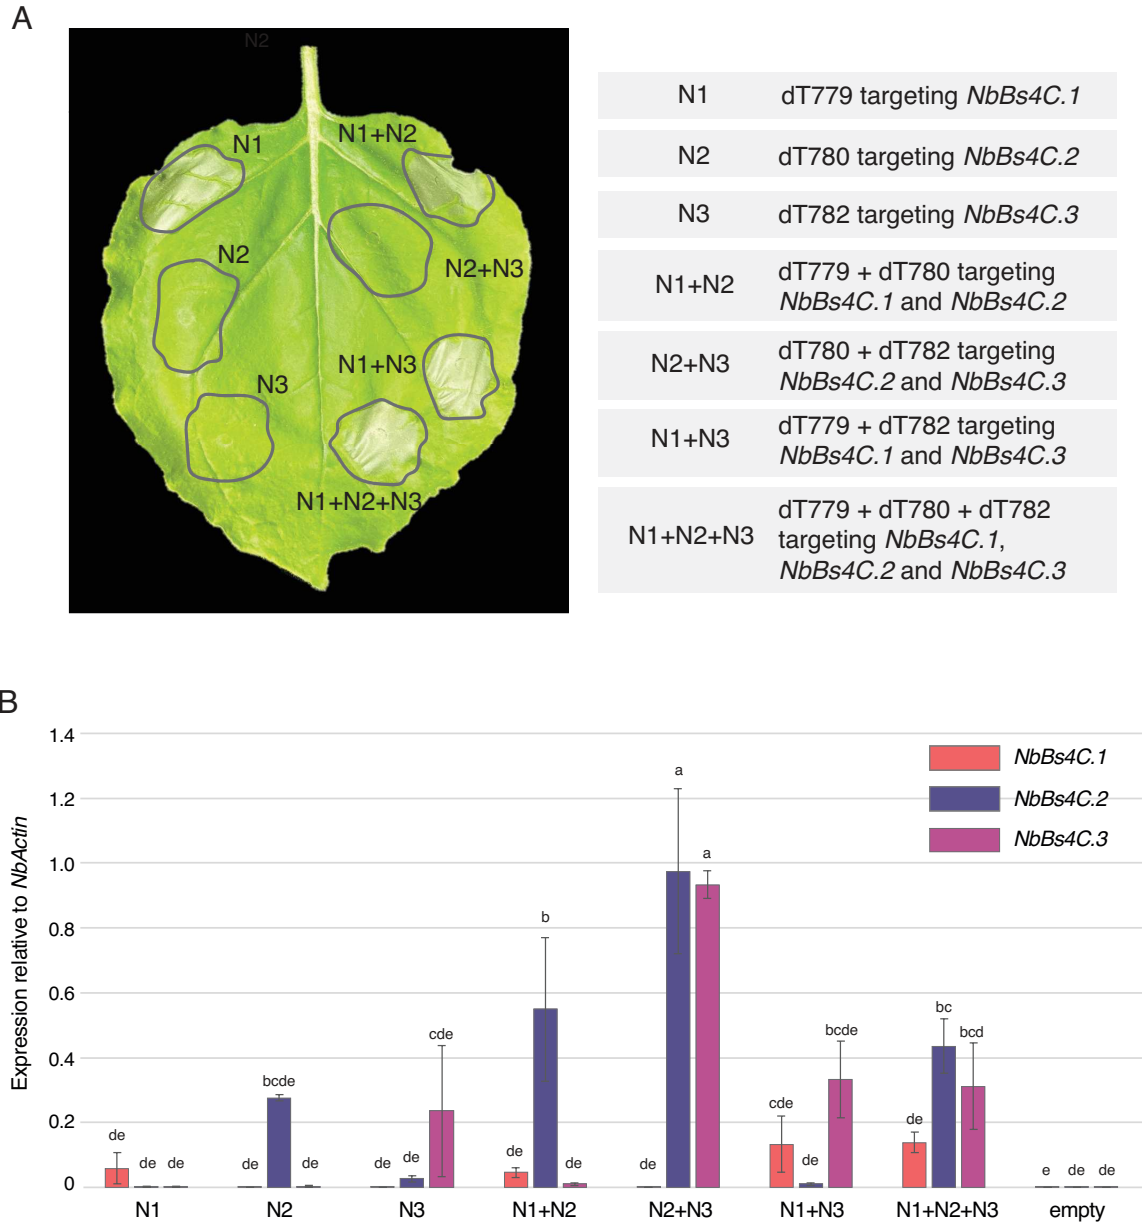 A
N2
N1
N1+N2
N2
N2+N3
N1+N3
N3
N1+N2+N3
N1 dT779 targeting NbBs4C.1
N2 dT780 targeting NbBs4C.2
N3 dT782 targeting NbBs4C.3
N1+N2 dT779 + dT780 targeting
NbBs4C.1 and NbBs4C.2
N2+N3 dT780 + dT782 targeting
NbBs4C.2 and NbBs4C.3
N1+N3 dT779 + dT782 targeting
NbBs4C.1 and NbBs4C.3
N1+N2+N3 dT779 + dT780 + dT782
targeting NbBs4C.1,
NbBs4C.2 and NbBs4C.3
B
Expression relative to NbActin
1.4
1.2
1.0
0.8
0.6
0.4
0.2
0
NbBs4C.1
NbBs4C.2
NbBs4C.3
de de de
de bcde de
de de cde
de b de
de a a
cde de bcde
de bc bcd
e de de
N1 N2 N3 N1+N2 N2+N3 N1+N3 N1+N2+N3 empty